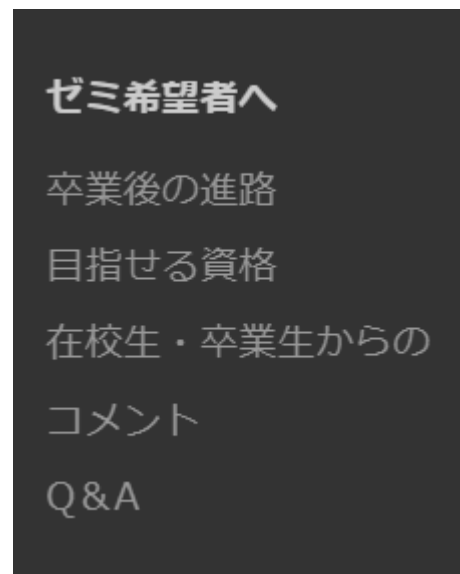 ゼミ希望者へ
卒業後の進路
目指せる資格
在校生・卒業生からの
コメント
Q&A